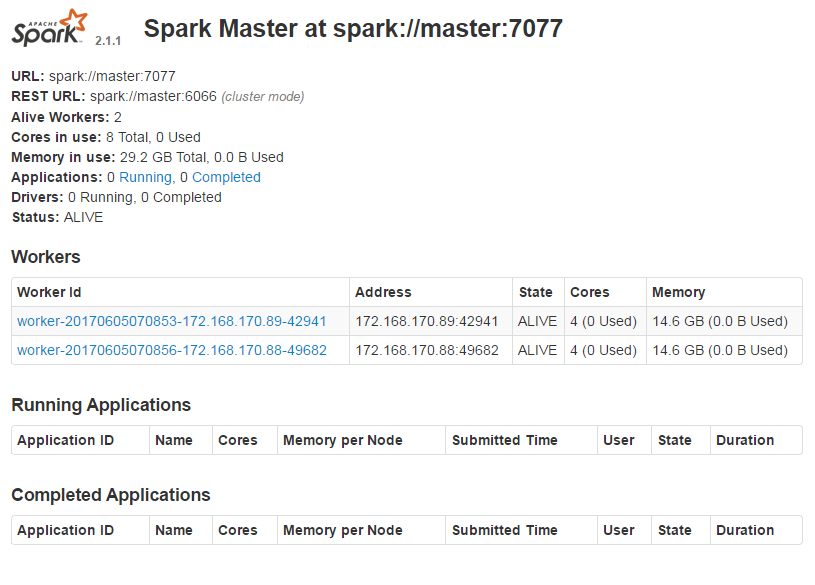 APACHE
Spark 2.1.1 Spark Master at spark://master:7077
URL: spark://master:7077
REST URL: spark://master:6066 (cluster mode)
Alive Workers: 2
Cores in use: 8 Total, 0 Used
Memory in use: 29.2 GB Total, 0.0 B Used
Applications: 0 Running, 0 Completed
Drivers: 0 Running, 0 Completed
Status: ALIVE
Workers
Worker Id Address State Cores Memory
worker-20170605070853-172.168.170.89-42941 172.168.170.89:42941 ALIVE 4 (0 Used) 14.6 GB (0.0 B Used)
worker-20170605070856-172.168.170.88-49682 172.168.170.88:49682 ALIVE 4 (0 Used) 14.6 GB (0.0 B Used)
Running Applications
Application ID Name Cores Memory per Node Submitted Time User State Duration
Completed Applications
Application ID Name Cores Memory per Node Submitted Time User State Duration